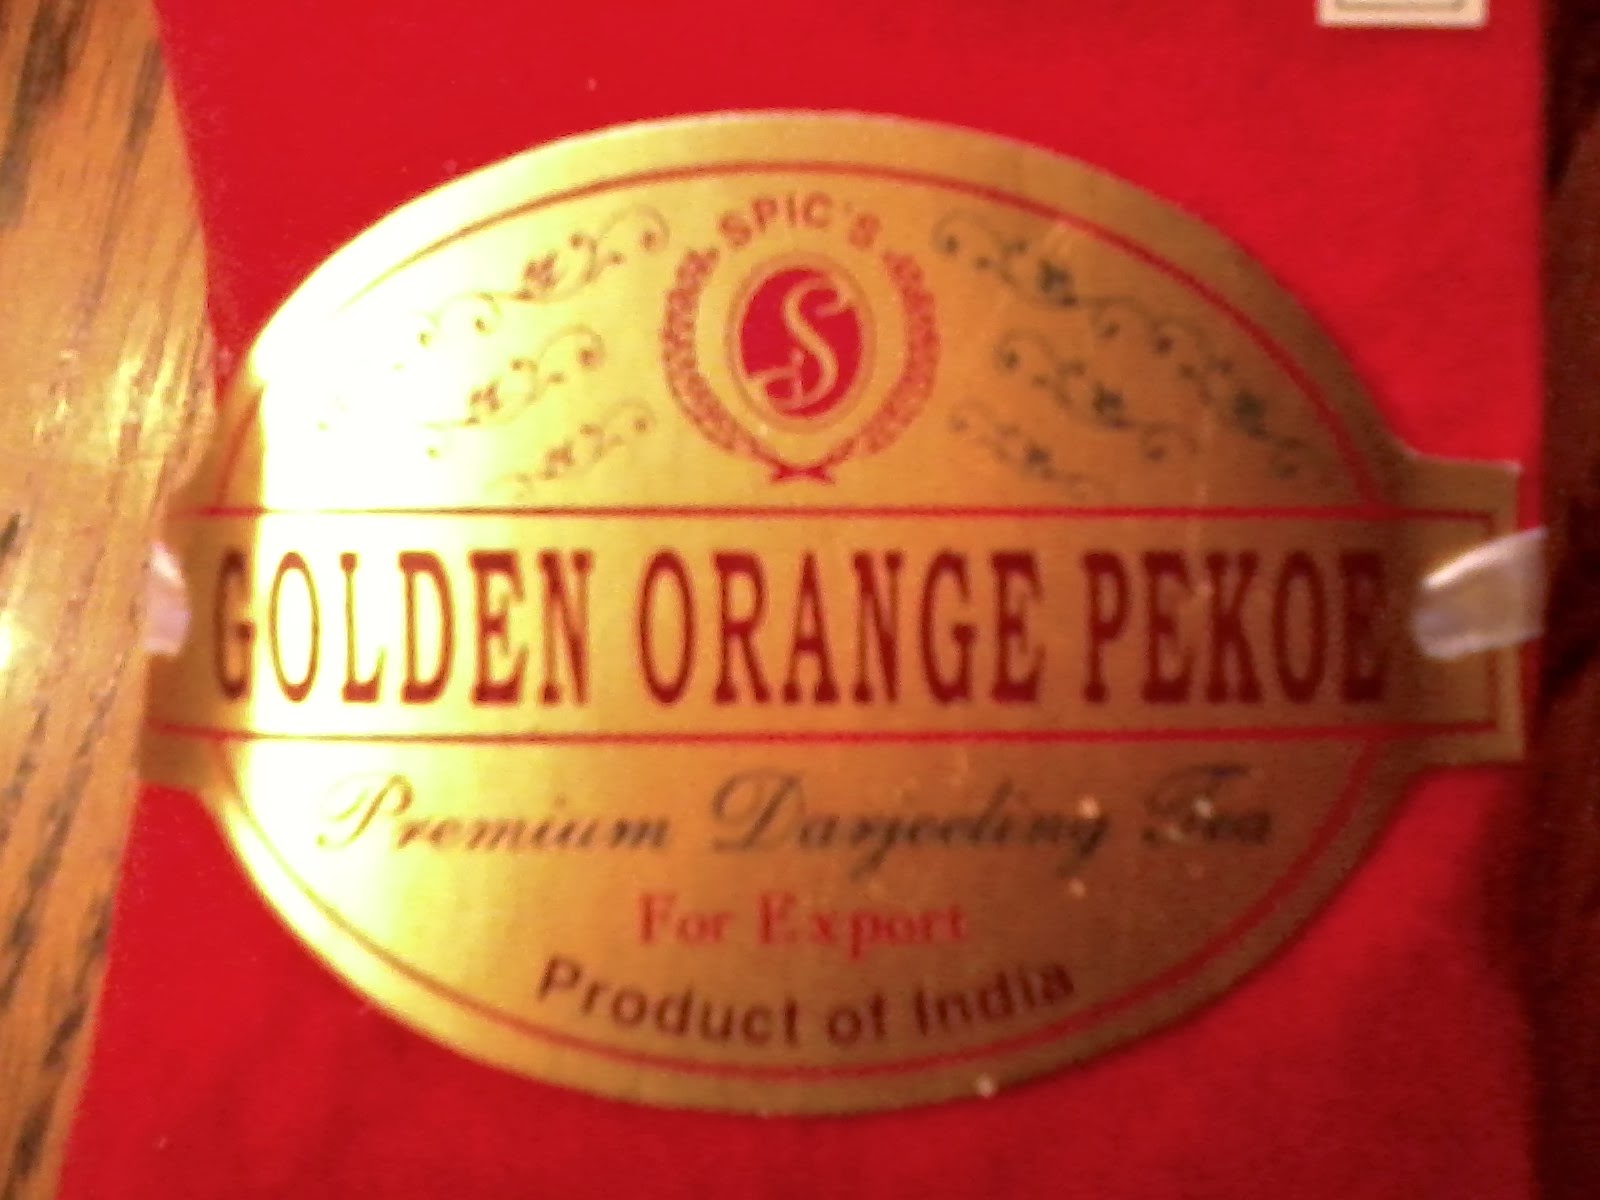 SPIC'S
S
GOLDEN ORANGE PEKOE
Premium Darjeeling Tea
For Export
Product of India